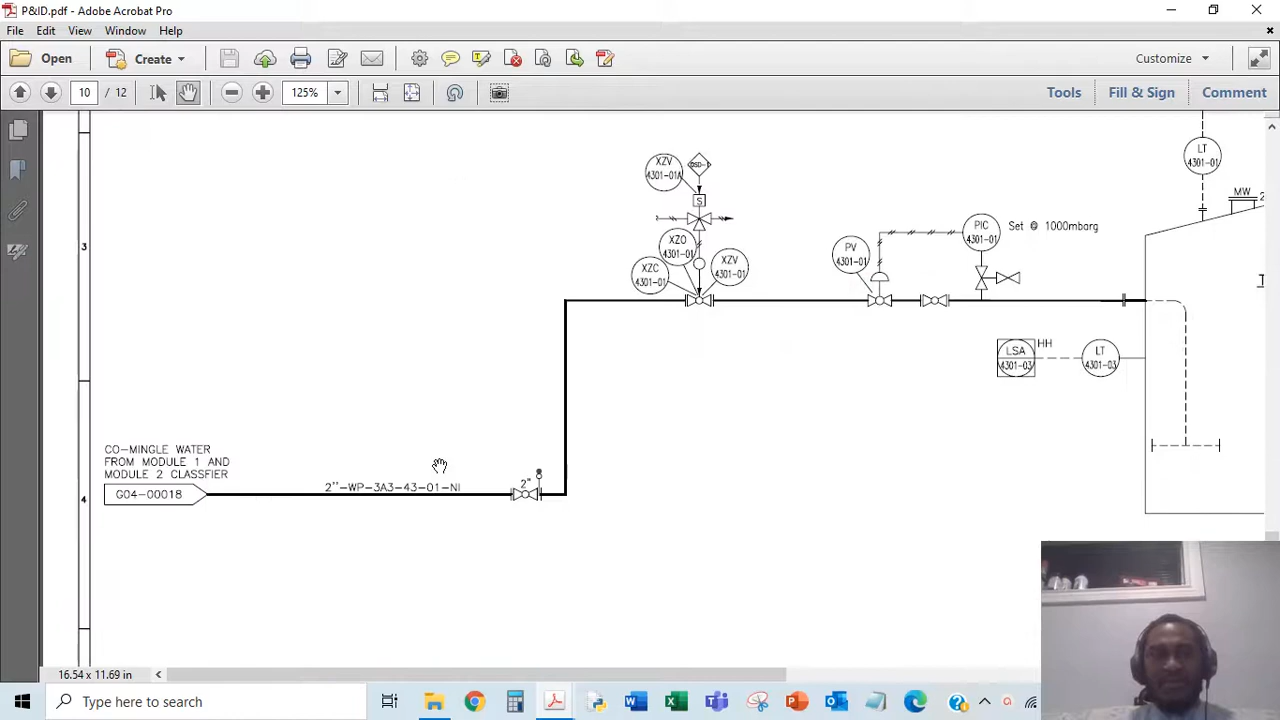 P&ID.pdf - Adobe Acrobat Pro
File Edit View Window Help
Open
Create
Customize
10 / 12
125%
Tools
Fill & Sign
Comment
XZV
4301-01A
S
XZO
4301-01
XZC
4301-01
XZV
4301-01
PV
4301-01
PIC
4301-01
Set @ 1000mbarg
LT
4301-01
MW
2
LSA
4301-03
HH
LT
4301-03
3
4
CO-MINGLE WATER
FROM MODULE 1 AND
MODULE 2 CLASSFIER
G04-00018
2"-WP-3A3-43-01-NI
2"
16.54 x 11.69 in
Type here to search